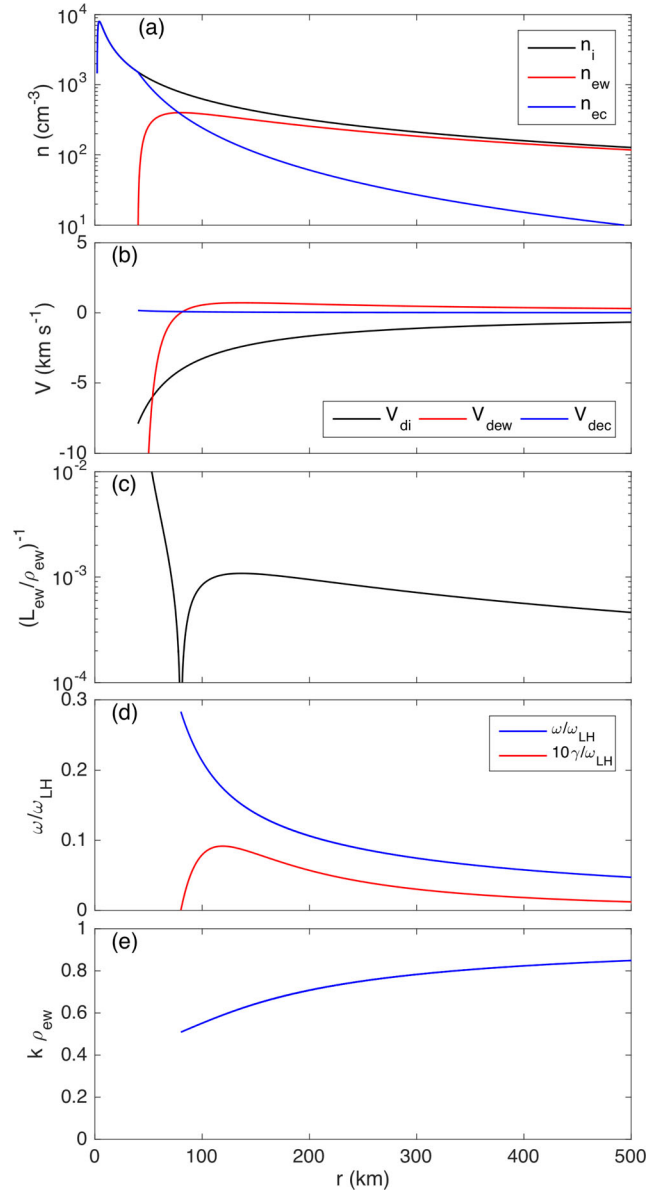 (a)
n_i
n_ew
n_ec
10^4
10^3
10^2
10^1
n (cm^-3)
(b)
5
0
-5
-10
V (km s^-1)
V_di V_dew V_dec
(c)
10^-2
10^-3
10^-4
(L_ew/ρ_ew)^-1
(d)
ω/ω_LH
10γ/ω_LH
0.3
0.2
0.1
0
ω/ω_LH
(e)
1
0.8
0.6
0.4
0.2
0
k ρ_ew
0 100 200 300 400 500
r (km)